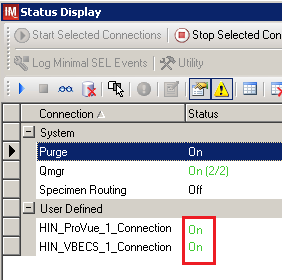 IM Status Display
Start Selected Connections Stop Selected Con
Log Minimal SEL Events Utility
Connection Status
System
Purge On
Qmgr On (2/2)
Specimen Routing Off
User Defined
HIN_ProVue_1_Connection On
HIN_VBECS_1_Connection On